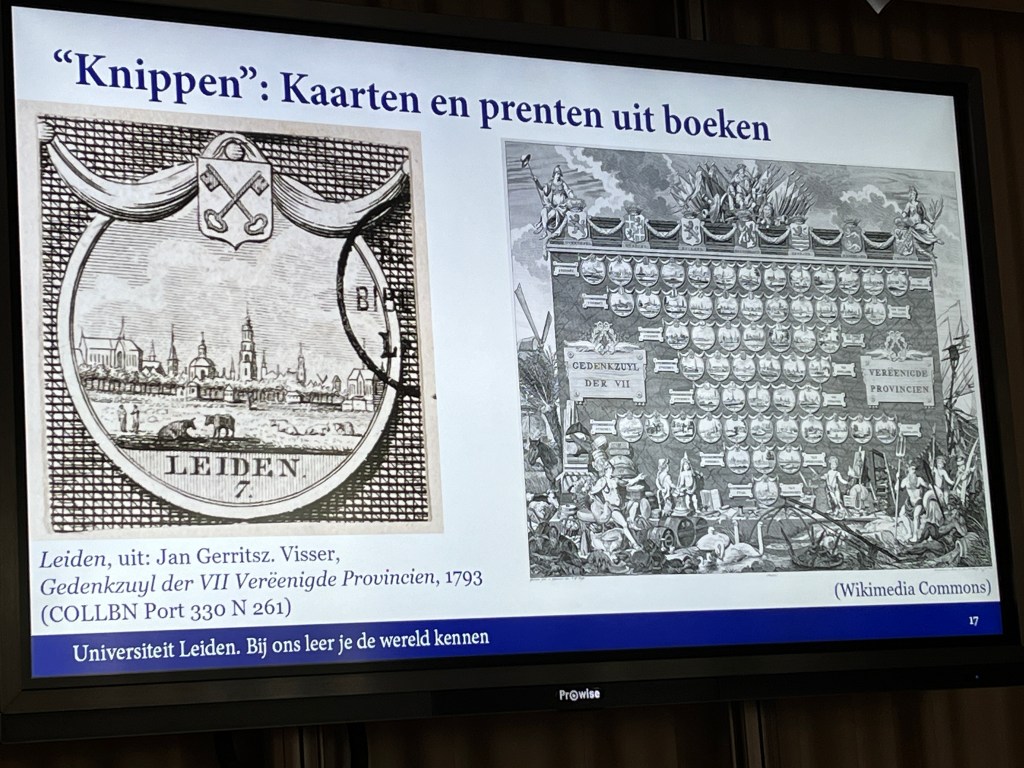 “Knippen”: Kaarten en prenten uit boeken
BIBL
L
LEIDEN.
7.
GEDENKZUYL
DER VII
VEREENIGDE
PROVINCIEN
Leiden, uit: Jan Gerritsz. Visser,
Gedenkzuyl der VII Verëenigde Provincien, 1793
(COLLBN Port 330 N 261)
(Wikimedia Commons)
Universiteit Leiden. Bij ons leer je de wereld kennen
17
Prowise